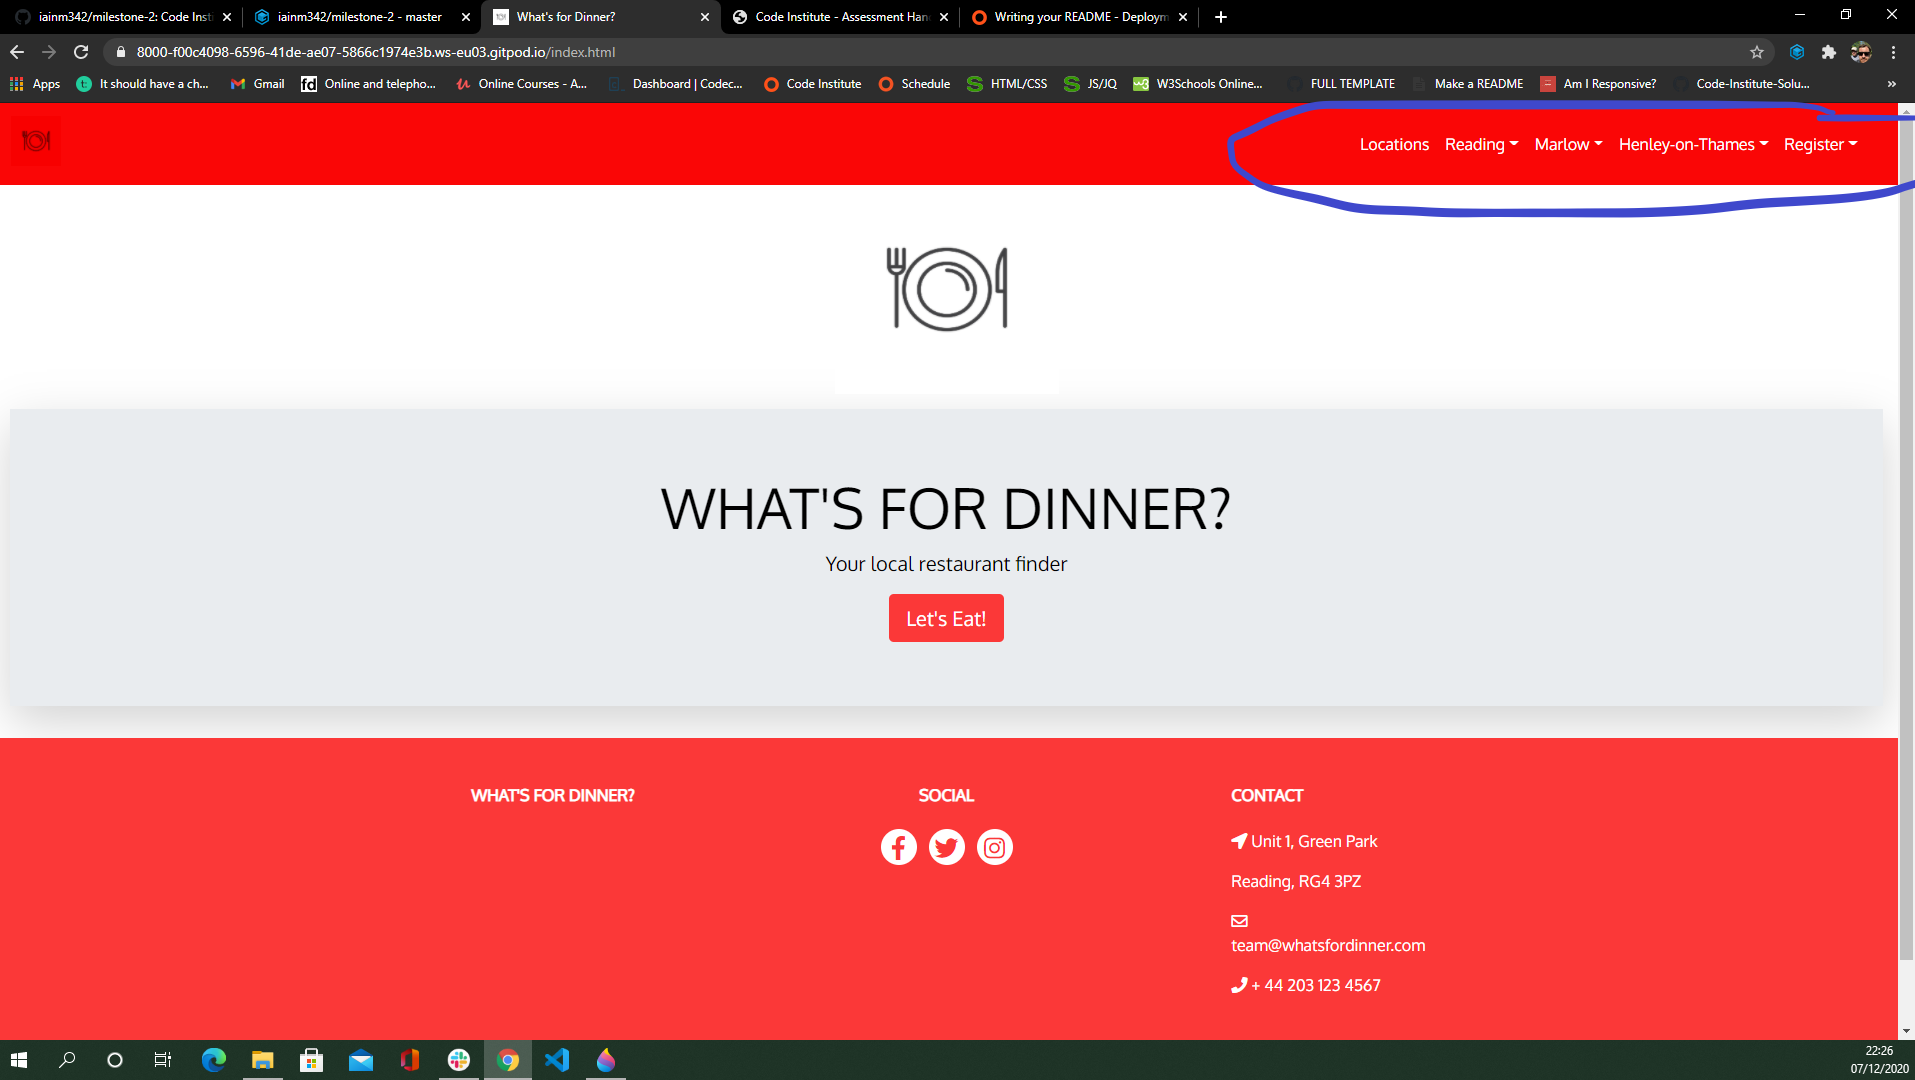 iainm342/milestone-2: Code Inst
iainm342/milestone-2 - master
What's for Dinner?
Code Institute - Assessment Han
Writing your README - Deploym
8000-f00c4098-6596-41de-ae07-5866c1974e3b.ws-eu03.gitpod.io/index.html
Apps
It should have a ch...
Gmail
fd
Online and telepho...
Online Courses - A...
Dashboard | Codec...
Code Institute
Schedule
HTML/CSS
JS/JQ
W3Schools Online...
FULL TEMPLATE
Make a README
Am I Responsive?
Code-Institute-Solu...
»
Locations
Reading
Marlow
Henley-on-Thames
Register
WHAT'S FOR DINNER?
Your local restaurant finder
Let's Eat!
WHAT'S FOR DINNER?
SOCIAL
CONTACT
Unit 1, Green Park
Reading, RG4 3PZ
team@whatsfordinner.com
+ 44 203 123 4567
22:26
07/12/2020